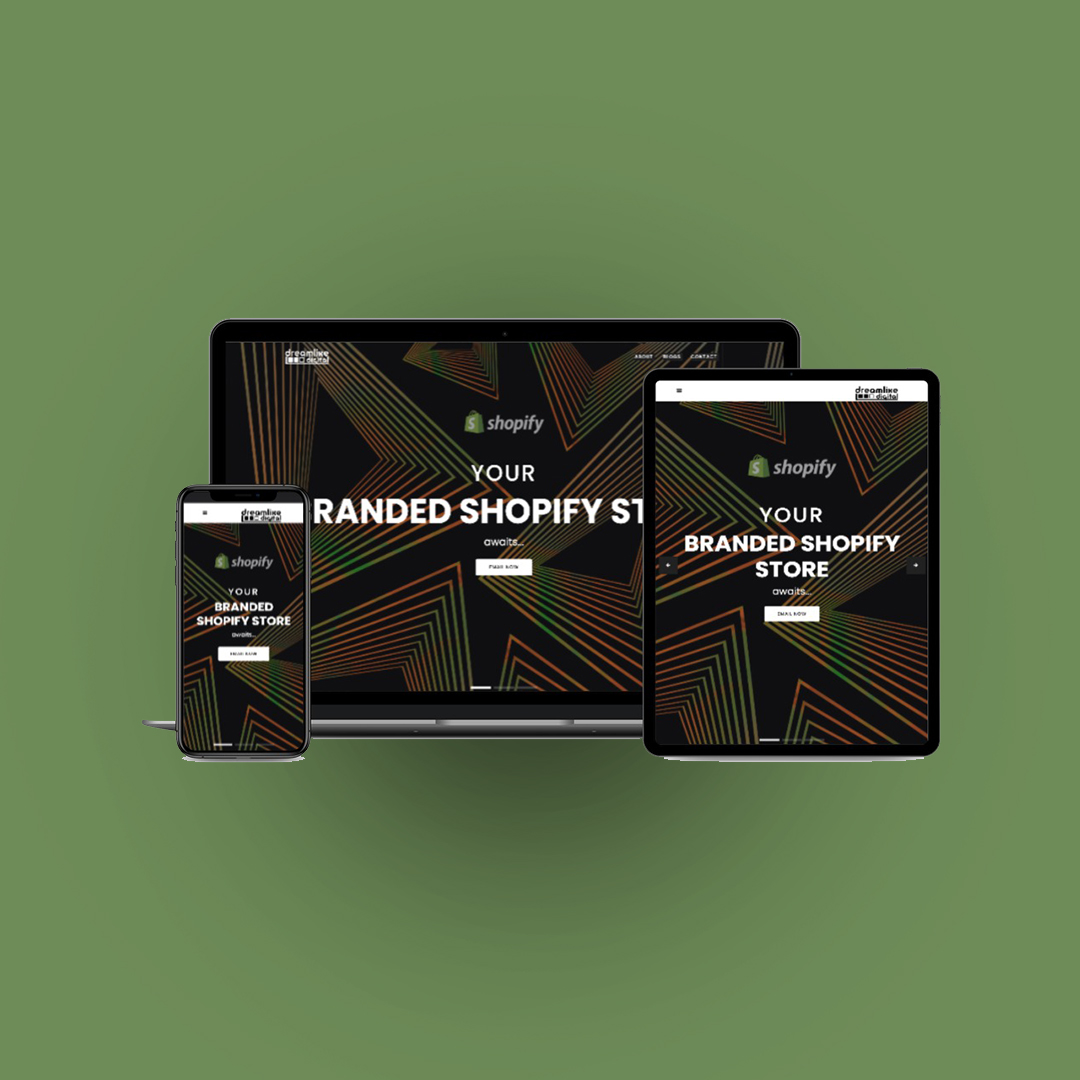 dreamlike
digital
ABOUT BLOGS CONTACT
shopify
YOUR
RANDED SHOPIFY ST
awaits...
EMAIL NOW
dreamlike
digital
shopify
YOUR
BRANDED
SHOPIFY STORE
awaits...
EMAIL NOW
dreamlike
digital
shopify
YOUR
BRANDED SHOPIFY
STORE
awaits...
EMAIL NOW